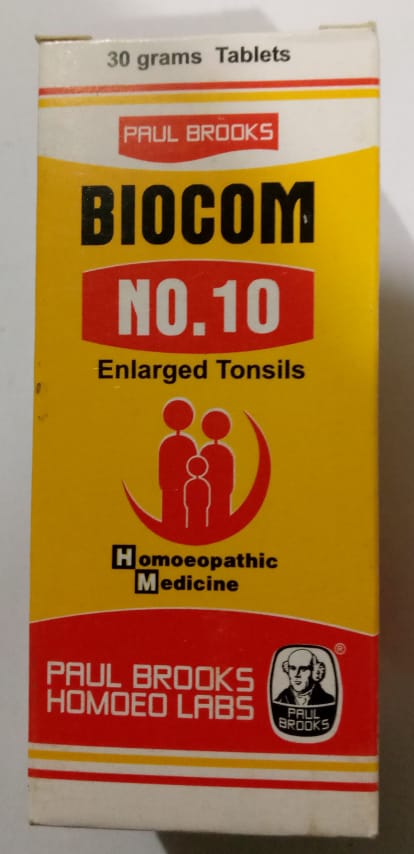 30 grams Tablets
PAUL BROOKS
BIOCOM
NO.10
Enlarged Tonsils
Homoeopathic
Medicine
PAUL BROOKS
HOMOEO LABS
®
PAUL
BROOKS